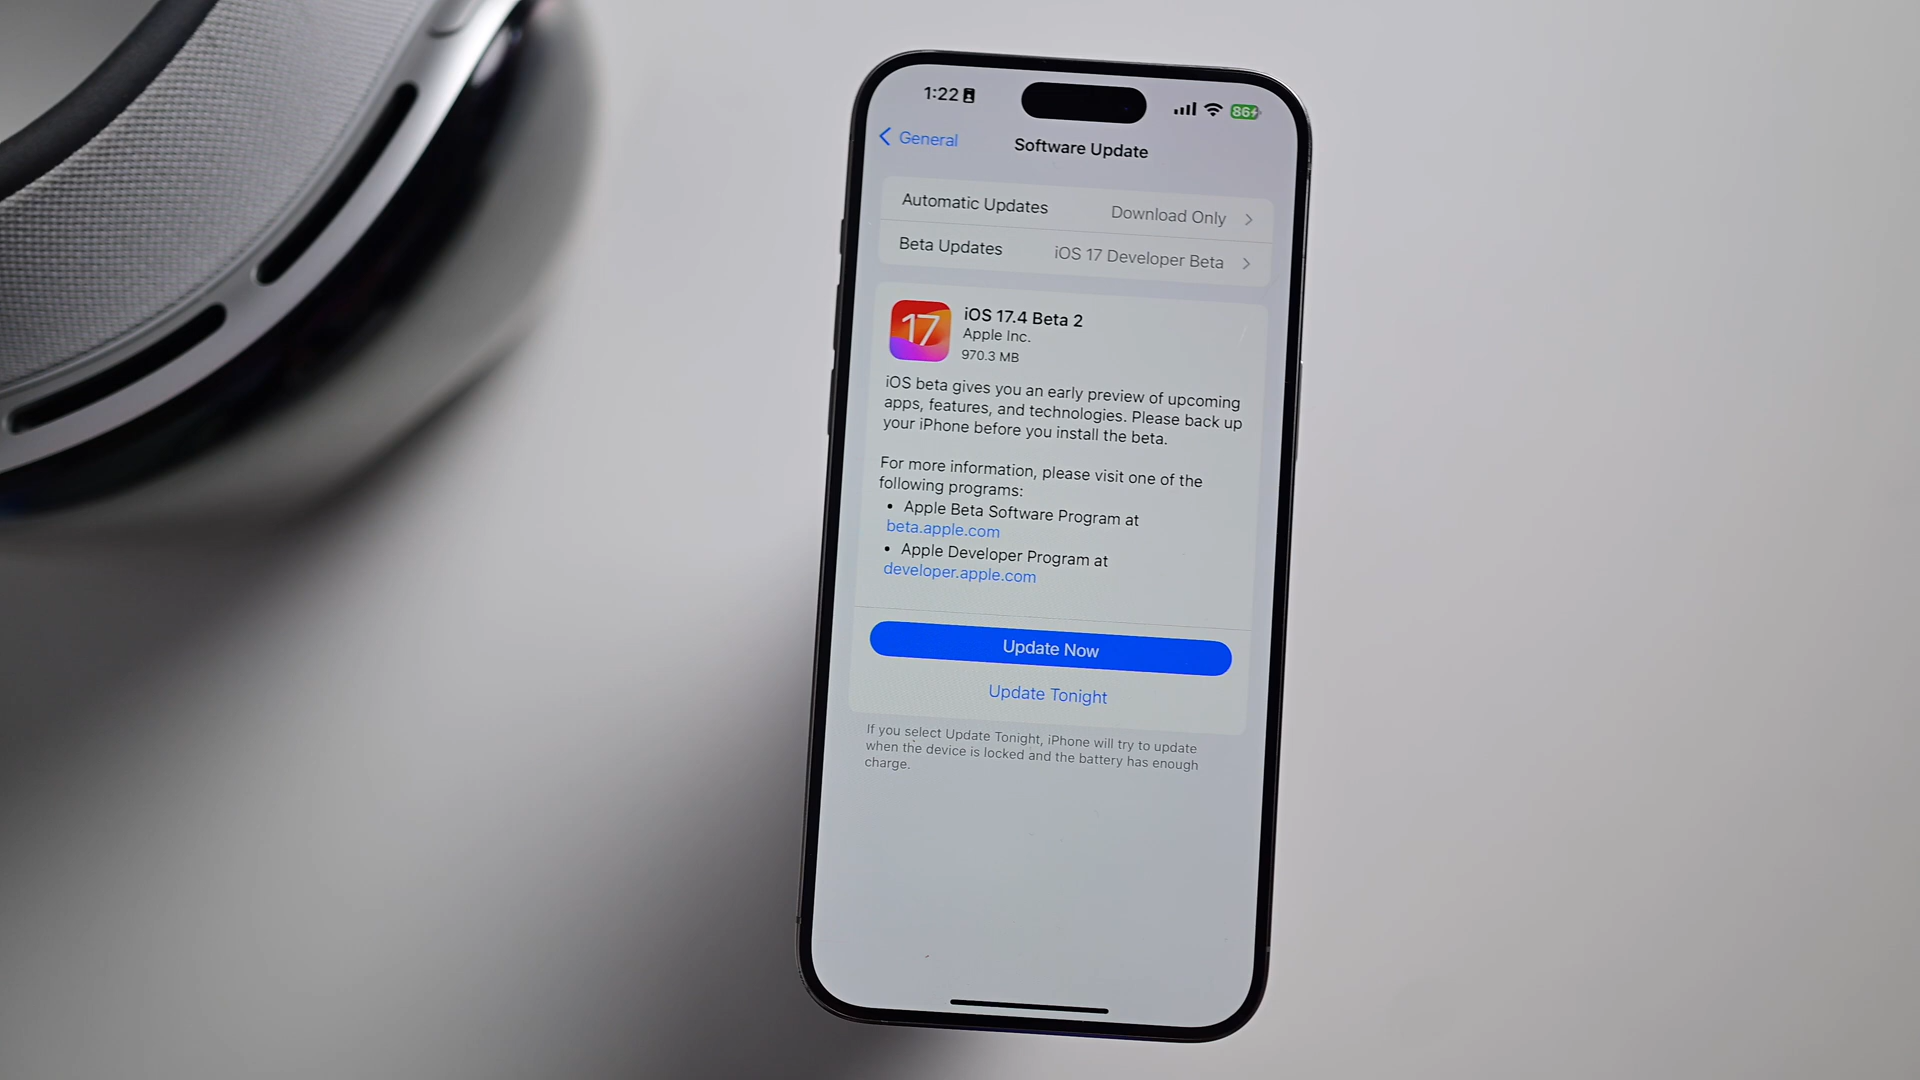 1:22
86
General
Software Update
Automatic Updates Download Only
Beta Updates iOS 17 Developer Beta
17
iOS 17.4 Beta 2
Apple Inc.
970.3 MB
iOS beta gives you an early preview of upcoming
apps, features, and technologies. Please back up
your iPhone before you install the beta.
For more information, please visit one of the
following programs:
• Apple Beta Software Program at
beta.apple.com
• Apple Developer Program at
developer.apple.com
Update Now
Update Tonight
If you select Update Tonight, iPhone will try to update
when the device is locked and the battery has enough
charge.